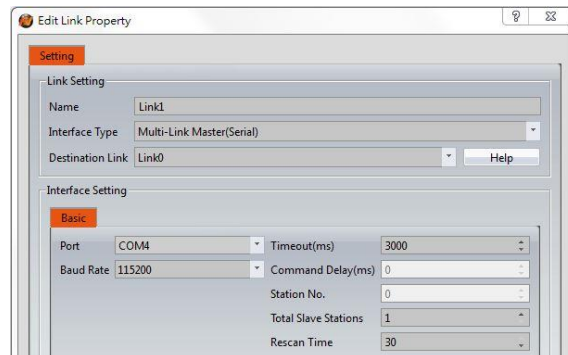 Edit Link Property
Setting
Link Setting
Name Link1
Interface Type Multi-Link Master(Serial)
Destination Link Link0 Help
Interface Setting
Basic
Port COM4 Timeout(ms) 3000
Baud Rate 115200 Command Delay(ms) 0
Station No. 0
Total Slave Stations 1
Rescan Time 30